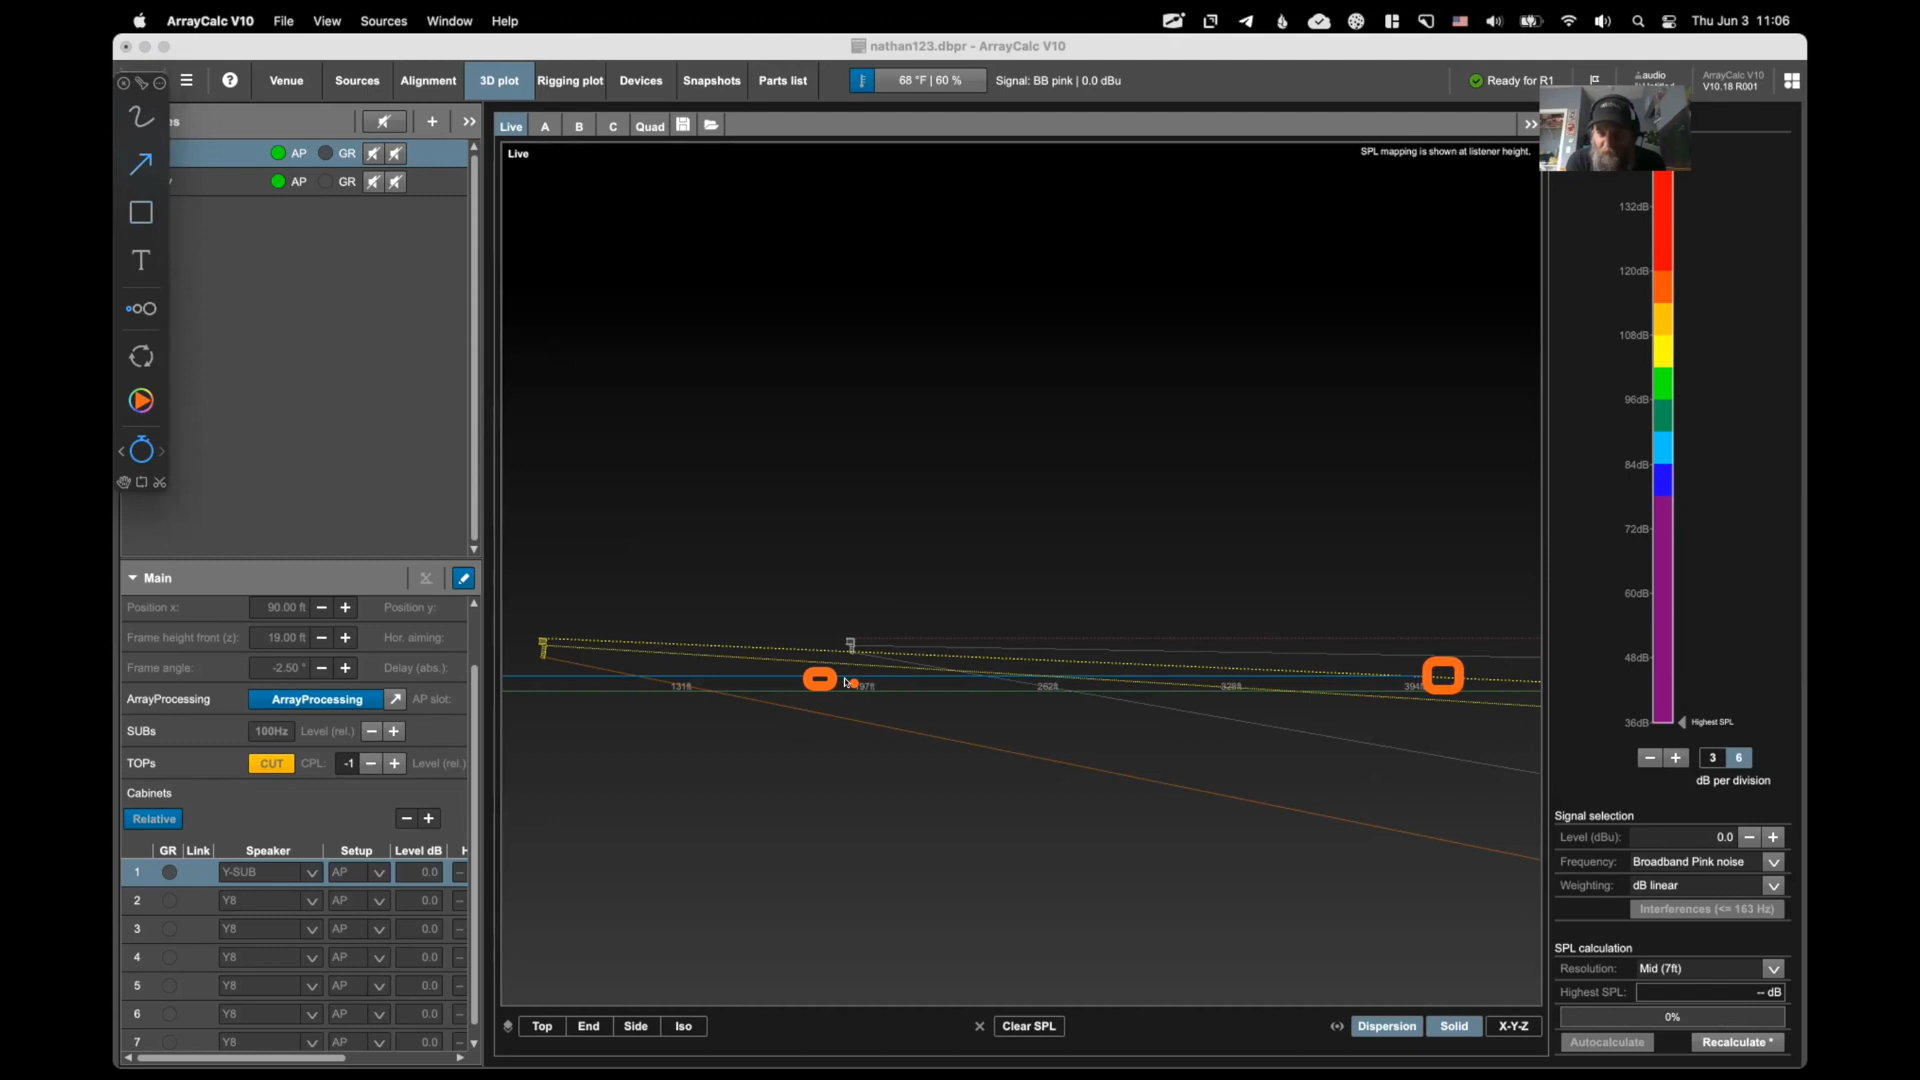 ArrayCalc V10 File View Sources Window Help Thu Jun 3 11:06
nathan123.dbpr - ArrayCalc V10
Venue Sources Alignment 3D plot Rigging plot Devices Snapshots Parts list 68 °F | 60 % Signal: BB pink | 0.0 dBu Ready for R1
ArrayCalc V10
V10.18 R001
Live A B C Quad
AP GR
AP GR
Live SPL mapping is shown at listener height.
132dB
120dB
108dB
96dB
84dB
72dB
60dB
48dB
36dB Highest SPL
3 6
dB per division
Signal selection
Level (dBu): 0.0
Frequency: Broadband Pink noise
Weighting: dB linear
Interferences (<= 163 Hz)
SPL calculation
Resolution: Mid (7ft)
Highest SPL: -- dB
0%
Autocalculate Recalculate *
Main
Position x: 90.00 ft Position y:
Frame height front (z): 19.00 ft Hor. aiming:
Frame angle: -2.50 ° Delay (abs.):
ArrayProcessing ArrayProcessing AP slot:
SUBs 100Hz Level (rel.)
TOPs CUT CPL: -1 Level (rel.)
Cabinets
Relative
GR Link Speaker Setup Level dB H
1 Y-SUB AP 0.0
2 Y8 AP 0.0
3 Y8 AP 0.0
4 Y8 AP 0.0
5 Y8 AP 0.0
6 Y8 AP 0.0
7 Y8 AP 0.0
Top End Side Iso Clear SPL Dispersion Solid X-Y-Z